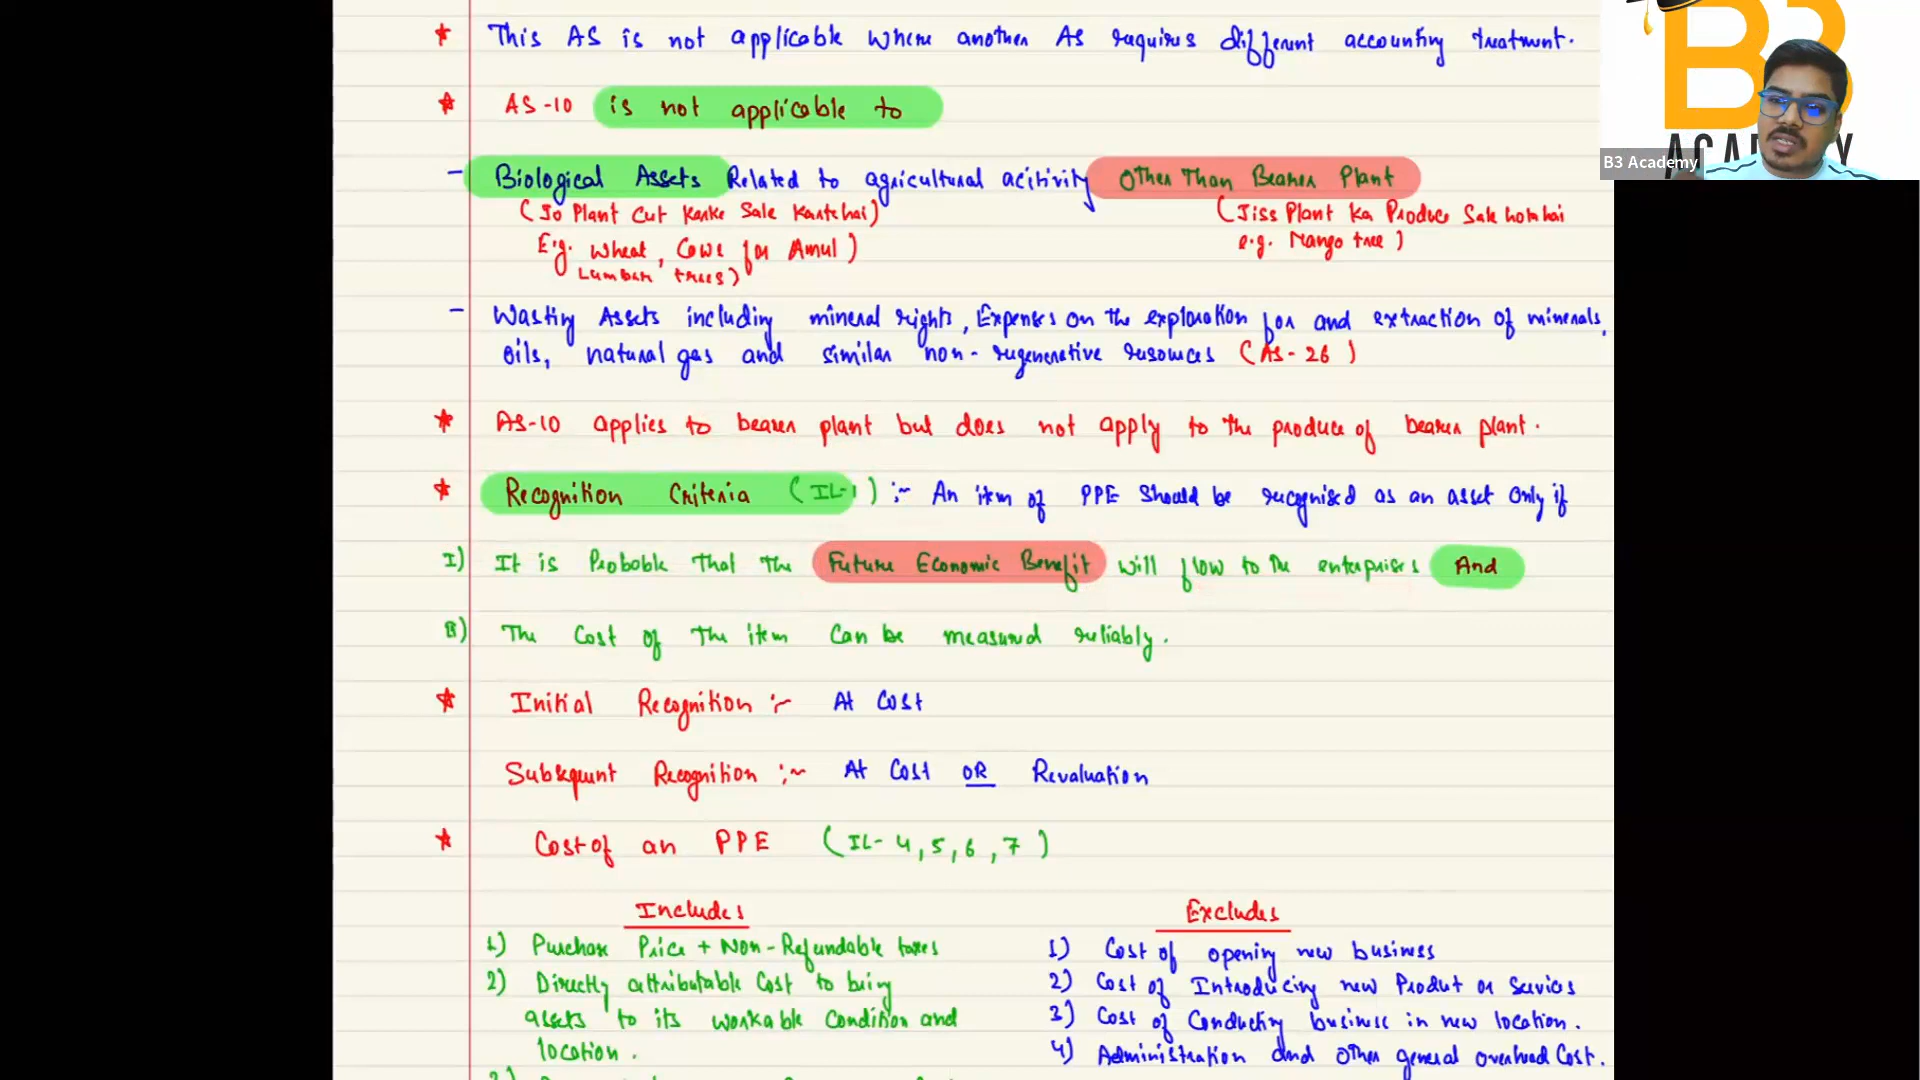 * This AS is not applicable where another AS requires different accounting treatment.
* AS-10 is not applicable to
- Biological Assets Related to agricultural acitivity Other Than Bearer Plant
(Jo Plant Cut Karke Sale Kartehai) (Jiss Plant Ka Produce Sale hota hai
E.g. Wheat, Cows for Amul) e.g. Mango tree)
Lumber trees)
- Wasting Assets including mineral rights, Expenses on the exploration for and extraction of minerals,
oils, natural gas and similar non-regenerative resources (AS-26)
* AS-10 applies to bearer plant but does not apply to the produce of bearer plant.
* Recognition Criteria (IL-1) :- An item of PPE Should be recognised as an asset Only if
I) It is Probable That the Future Economic Benefit will flow to the enterprises And
The Cost of The item Can be measured reliably.
* Initial Recognition :- At Cost
Subsequent Recognition :- At Cost OR Revaluation
* Cost of an PPE (IL- 4, 5, 6, 7)
Includes Excludes
1) Purchase Price + Non-Refundable taxes 1) Cost of opening new business
2) Directly attributable Cost to being 2) Cost of Introducing new Product or Services
assets to its workable Condition and 3) Cost of Conducting business in new location.
location. 4) Administration and Other general overhead Cost.
B3
ACADEMY
B3 Academy